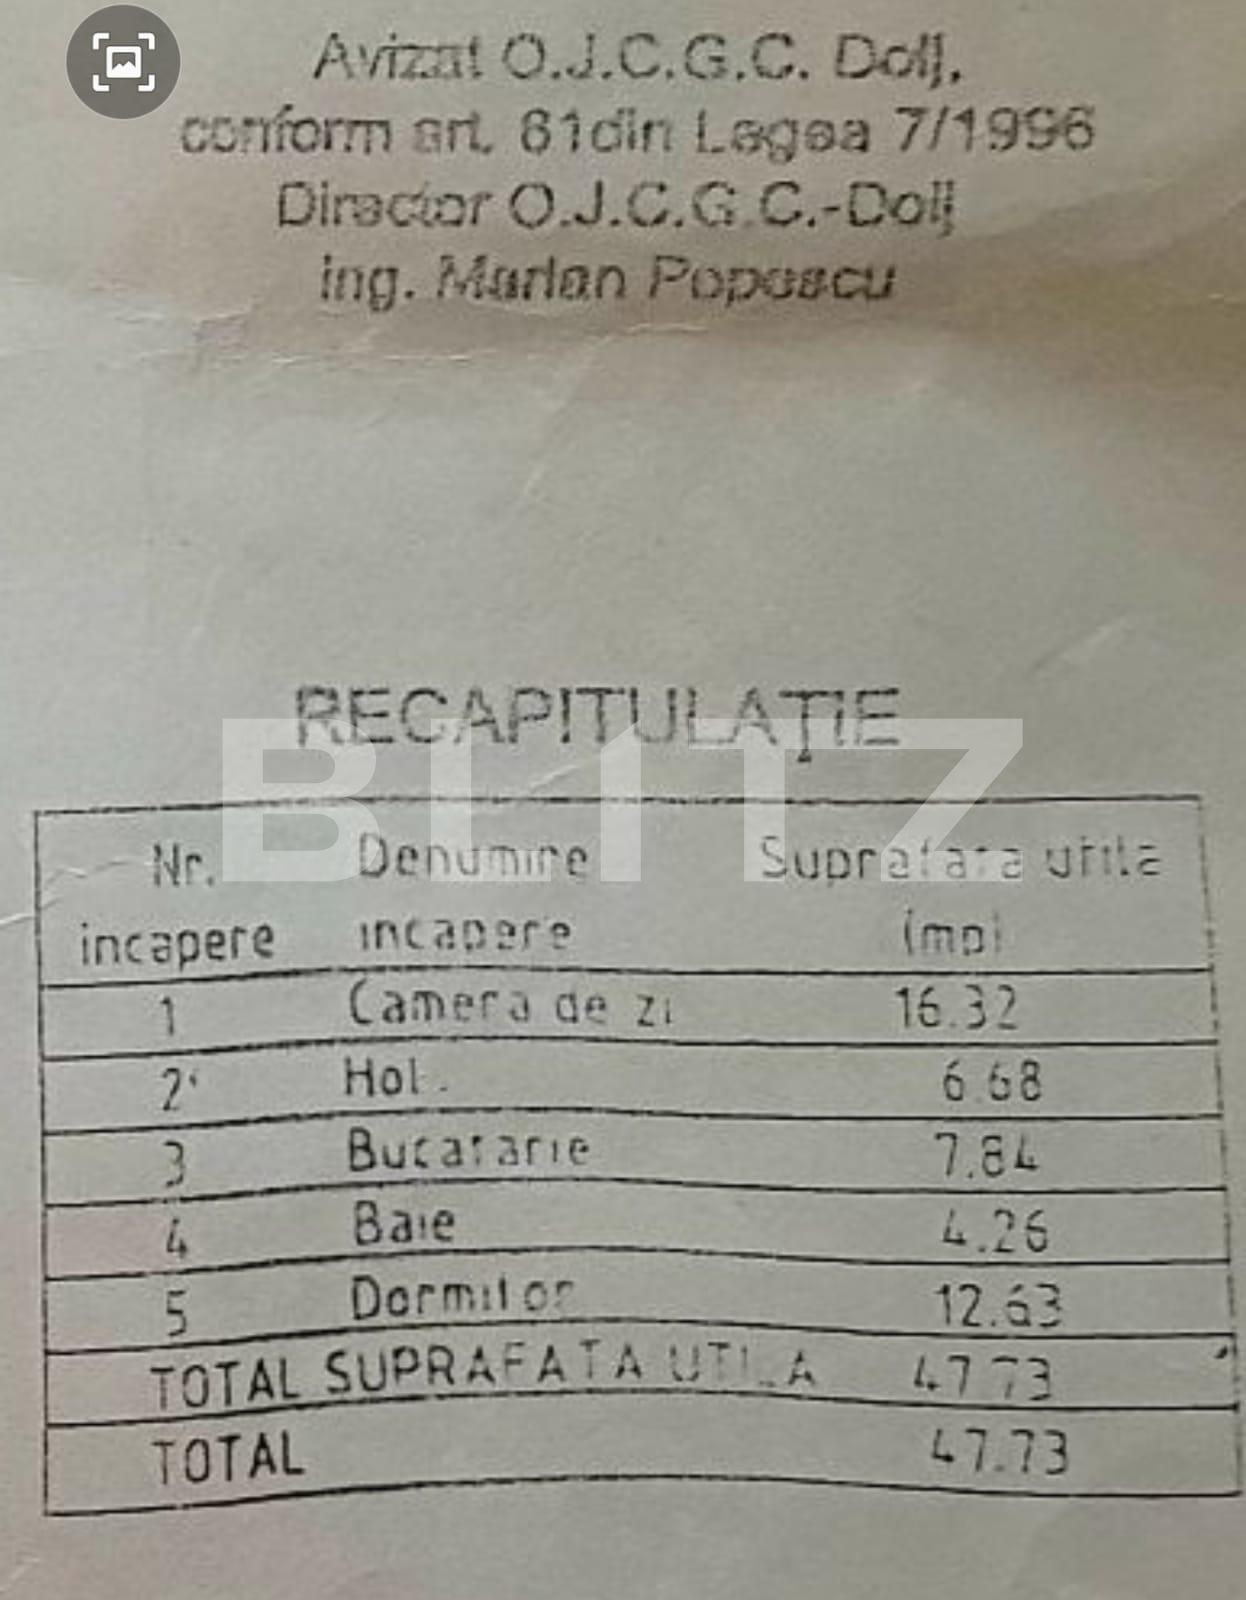 Avizat O.J.C.G.C. Dolj,
conform art. 61din Legea 7/1996
Director O.J.C.G.C.-Dolj
ing. Marian Popescu
RECAPITULAŢIE
BLITZ
Nr. Denumire Suprafata utila
incapere incapere (mp)
1 Camera de zi 16.32
2 Hol 6.68
3 Bucatarie 7.84
4 Baie 4.26
5 Dormitor 12.63
TOTAL SUPRAFATA UTILA 47.73
TOTAL 47.73